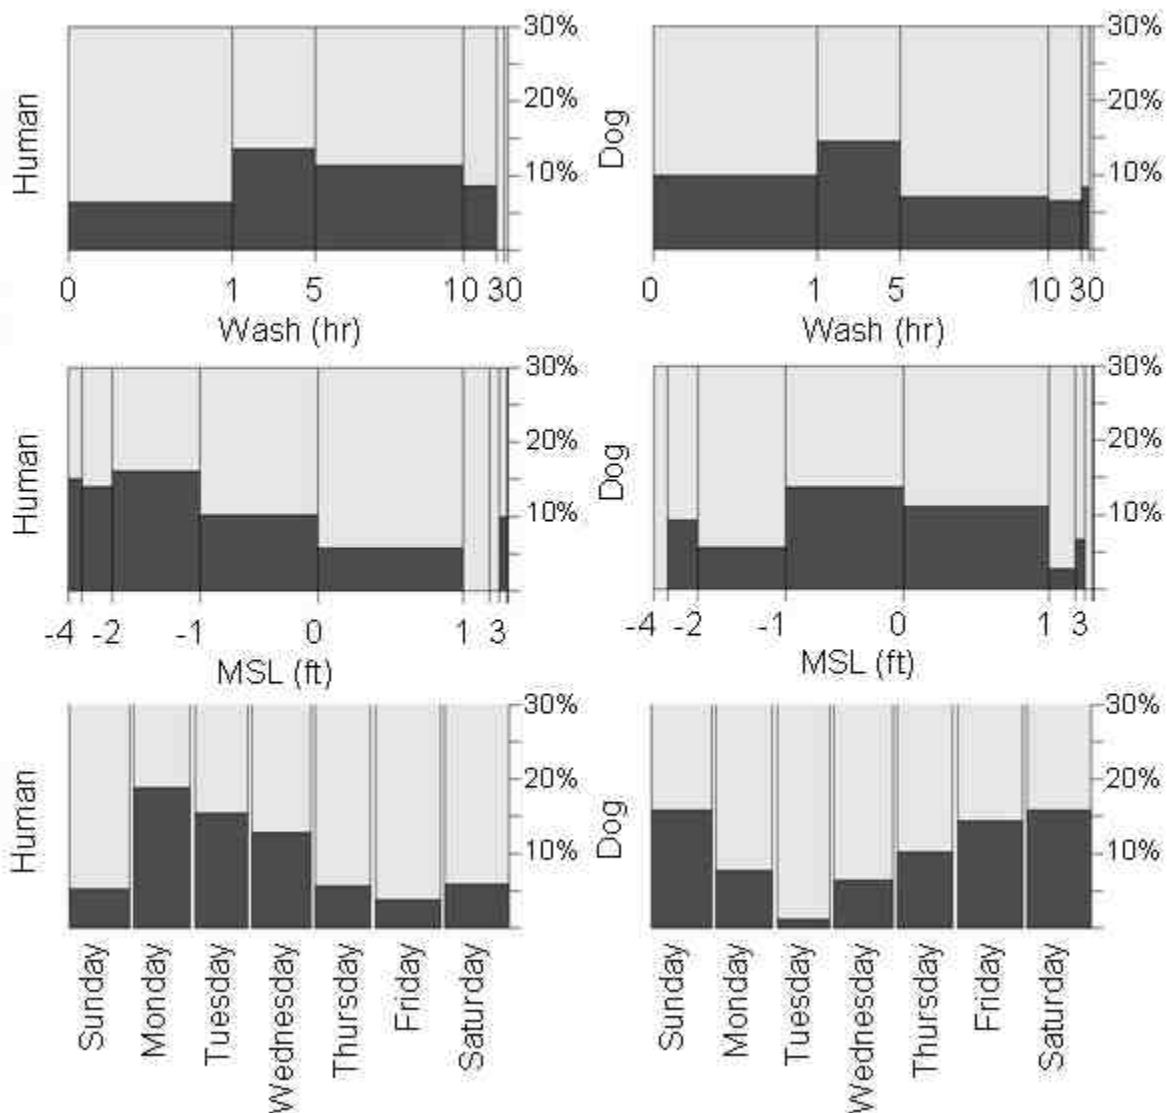 30%
20%
10%
Human
0 1 5 10 30
Wash (hr)
30%
20%
10%
Dog
0 1 5 10 30
Wash (hr)
30%
20%
10%
Human
-4 -2 -1 0 1 3
MSL (ft)
30%
20%
10%
Dog
-4 -2 -1 0 1 3
MSL (ft)
30%
20%
10%
Human
Sunday
Monday
Tuesday
Wednesday
Thursday
Friday
Saturday
30%
20%
10%
Dog
Sunday
Monday
Tuesday
Wednesday
Thursday
Friday
Saturday